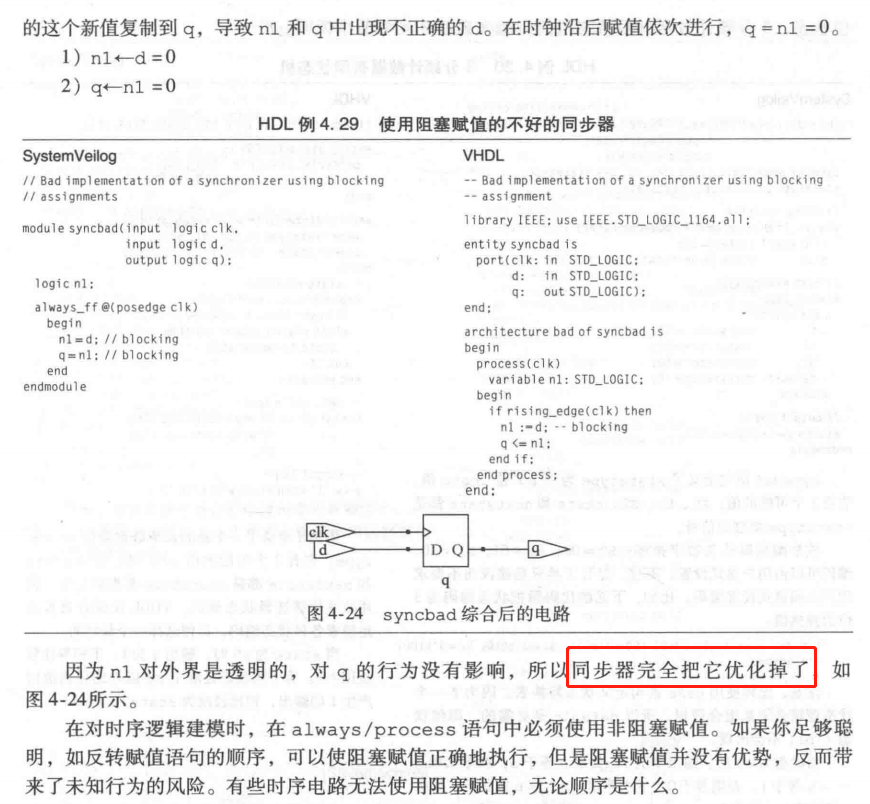 的这个新值复制到 q，导致 n1 和 q 中出现不正确的 d。在时钟沿后赋值依次进行，q = n1 = 0。
1）n1←d = 0
2）q←n1 = 0
HDL 例 4.29 使用阻塞赋值的不好的同步器
SystemVeilog
// Bad implementation of a synchronizer using blocking
// assignments
module syncbad(input logic clk,
input logic d,
output logic q);
logic n1;
always_ff @(posedge clk)
begin
n1 = d; // blocking
q = n1; // blocking
end
endmodule
VHDL
-- Bad implementation of a synchronizer using blocking
-- assignment
library IEEE; use IEEE.STD_LOGIC_1164.all;
entity syncbad is
port(clk: in STD_LOGIC;
d: in STD_LOGIC;
q: out STD_LOGIC);
end;
architecture bad of syncbad is
begin
process(clk)
variable n1: STD_LOGIC;
begin
if rising_edge(clk) then
n1 := d; -- blocking
q <= n1;
end if;
end process;
end;
clk
d
D Q
q
q
图 4-24 syncbad 综合后的电路
因为 n1 对外界是透明的，对 q 的行为没有影响，所以同步器完全把它优化掉了 如
图 4-24所示。
在对时序逻辑建模时，在 always/process 语句中必须使用非阻塞赋值。如果你足够聪
明，如反转赋值语句的顺序，可以使阻塞赋值正确地执行，但是阻塞赋值并没有优势，反而带
来了未知行为的风险。有些时序电路无法使用阻塞赋值，无论顺序是什么。